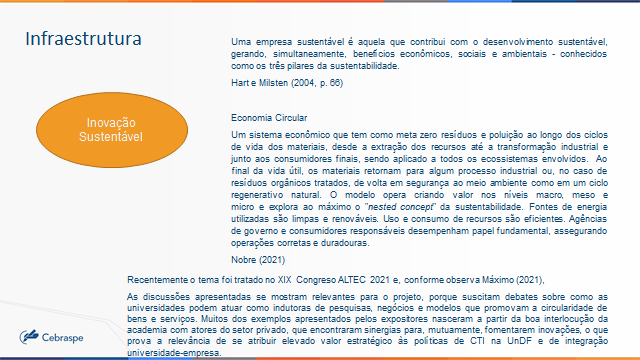 Infraestrutura
Uma empresa sustentável é aquela que contribui com o desenvolvimento sustentável,
gerando, simultaneamente, benefícios econômicos, sociais e ambientais - conhecidos
como os três pilares da sustentabilidade.
Hart e Milsten (2004, p. 66)
Inovação
Sustentável
Economia Circular
Um sistema econômico que tem como meta zero resíduos e poluição ao longo dos ciclos
de vida dos materiais, desde a extração dos recursos até a transformação industrial e
junto aos consumidores finais, sendo aplicado a todos os ecossistemas envolvidos. Ao
final da vida útil, os materiais retornam para algum processo industrial ou, no caso de
resíduos orgânicos tratados, de volta em segurança ao meio ambiente como em um ciclo
regenerativo natural. O modelo opera criando valor nos níveis macro, meso e
micro e explora ao máximo o "nested concept" da sustentabilidade. Fontes de energia
utilizadas são limpas e renováveis. Uso e consumo de recursos são eficientes. Agências
de governo e consumidores responsáveis desempenham papel fundamental, assegurando
operações corretas e duradouras.
Nobre (2021)
Recentemente o tema foi tratado no XIX Congreso ALTEC 2021 e, conforme observa Máximo (2021),
As discussões apresentadas se mostram relevantes para o projeto, porque suscitam debates sobre como as
universidades podem atuar como indutoras de pesquisas, negócios e modelos que promovam a circularidade de
bens e serviços. Muitos dos exemplos apresentados pelos expositores nasceram a partir da boa interlocução da
academia com atores do setor privado, que encontraram sinergias para, mutuamente, fomentarem inovações, o que
prova a relevância de se atribuir elevado valor estratégico às políticas de CTI na UnDF e de integração
universidade-empresa.
Cebraspe